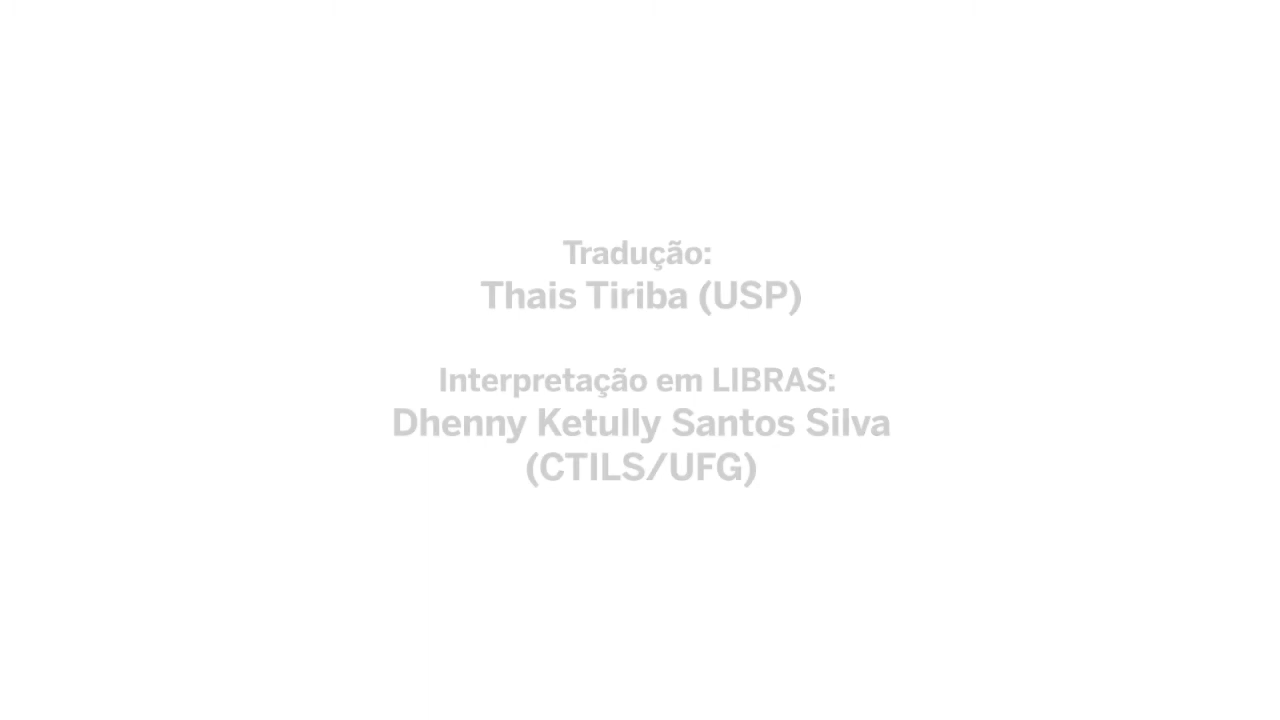 Tradução:
Thais Tiriba (USP)
Interpretação em LIBRAS:
Dhenny Ketully Santos Silva
(CTILS/UFG)